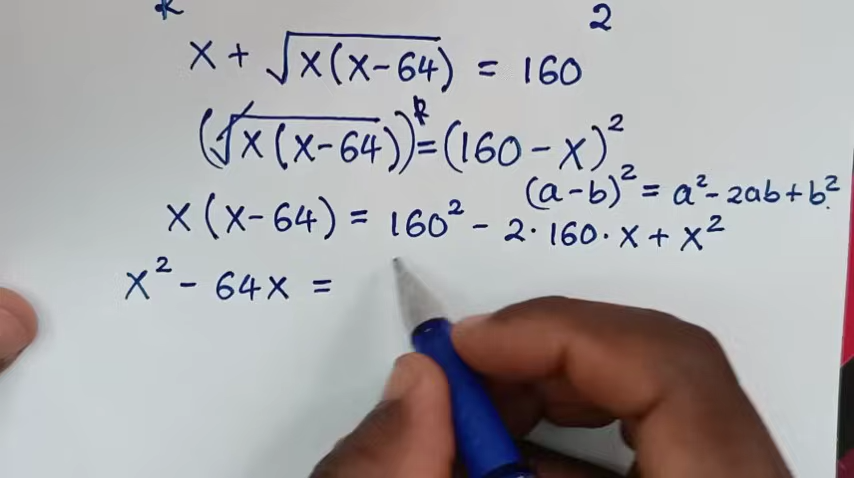 x + √x(x-64) = 160
(√x(x-64))² = (160-x)²
(a-b)² = a²-2ab+b²
x(x-64) = 160² - 2·160·x + x²
x² - 64x =